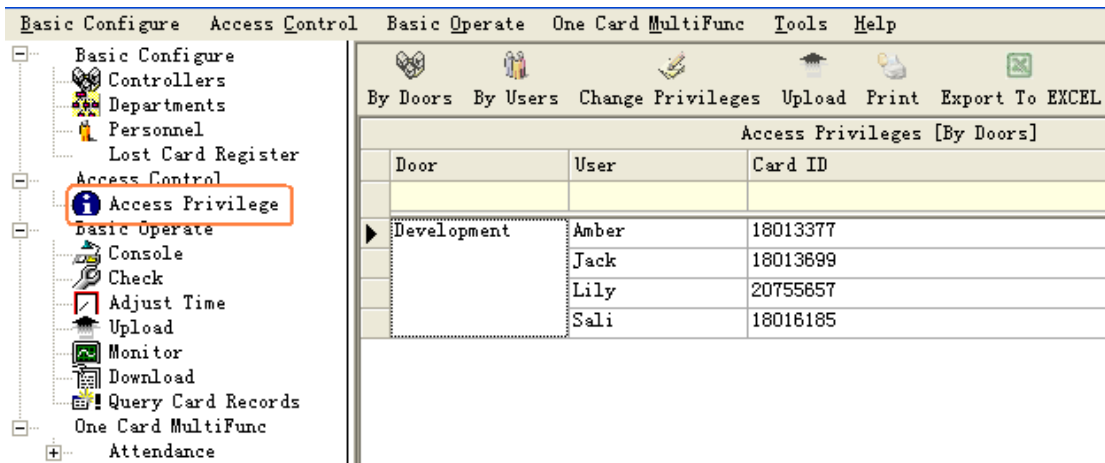 Basic Configure Access Control Basic Operate One Card MultiFunc Tools Help
Basic Configure
Controllers
Departments
Personnel
Lost Card Register
Access Control
Access Privilege
Basic Operate
Console
Check
Adjust Time
Upload
Monitor
Download
Query Card Records
One Card MultiFunc
Attendance
By Doors By Users Change Privileges Upload Print Export To EXCEL
Access Privileges [By Doors]
Door User Card ID
Development Amber 18013377
Jack 18013699
Lily 20755657
Sali 18016185